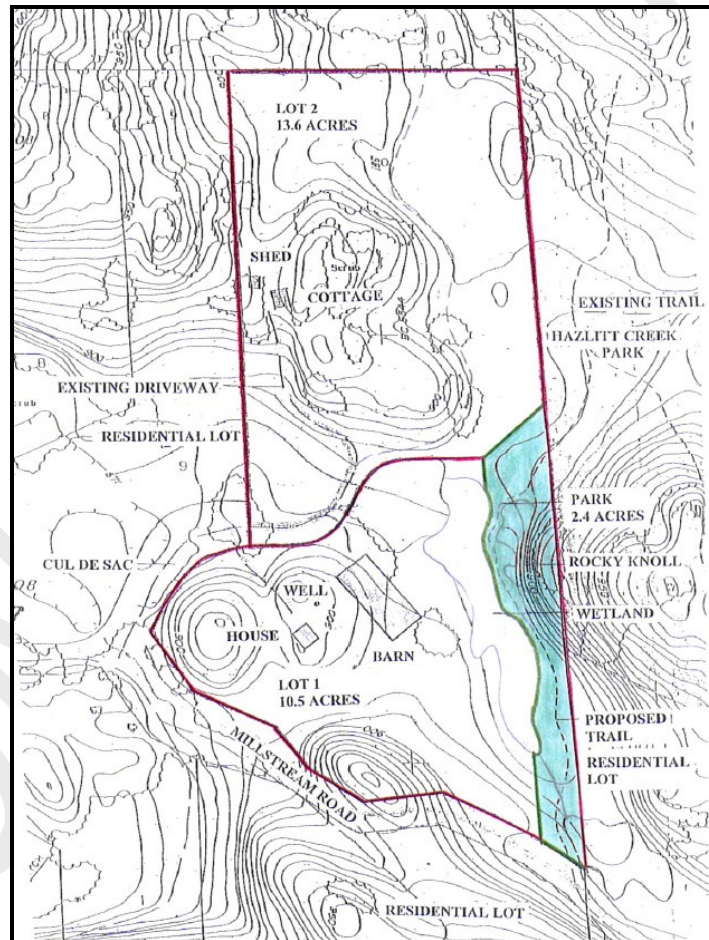 LOT 2
13.6 ACRES
SHED
COTTAGE
EXISTING TRAIL
HAZLITT CREEK
PARK
EXISTING DRIVEWAY
RESIDENTIAL LOT
PARK
2.4 ACRES
CUL DE SAC
ROCKY KNOLL
WELL
WETLAND
HOUSE
BARN
LOT 1
10.5 ACRES
PROPOSED
TRAIL
MILLSTREAM ROAD
RESIDENTIAL
LOT
RESIDENTIAL LOT